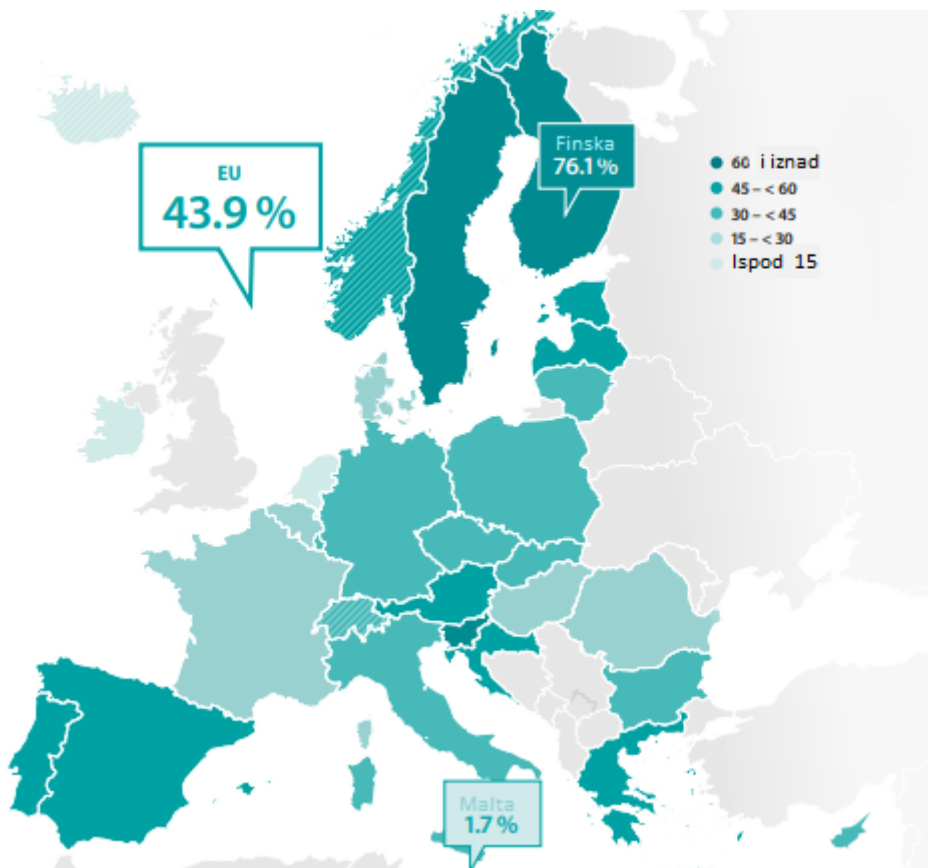 Finska
76.1 %
EU
43.9 %
60 i iznad
45 – < 60
30 – < 45
15 – < 30
Ispod 15
Malta
1.7 %